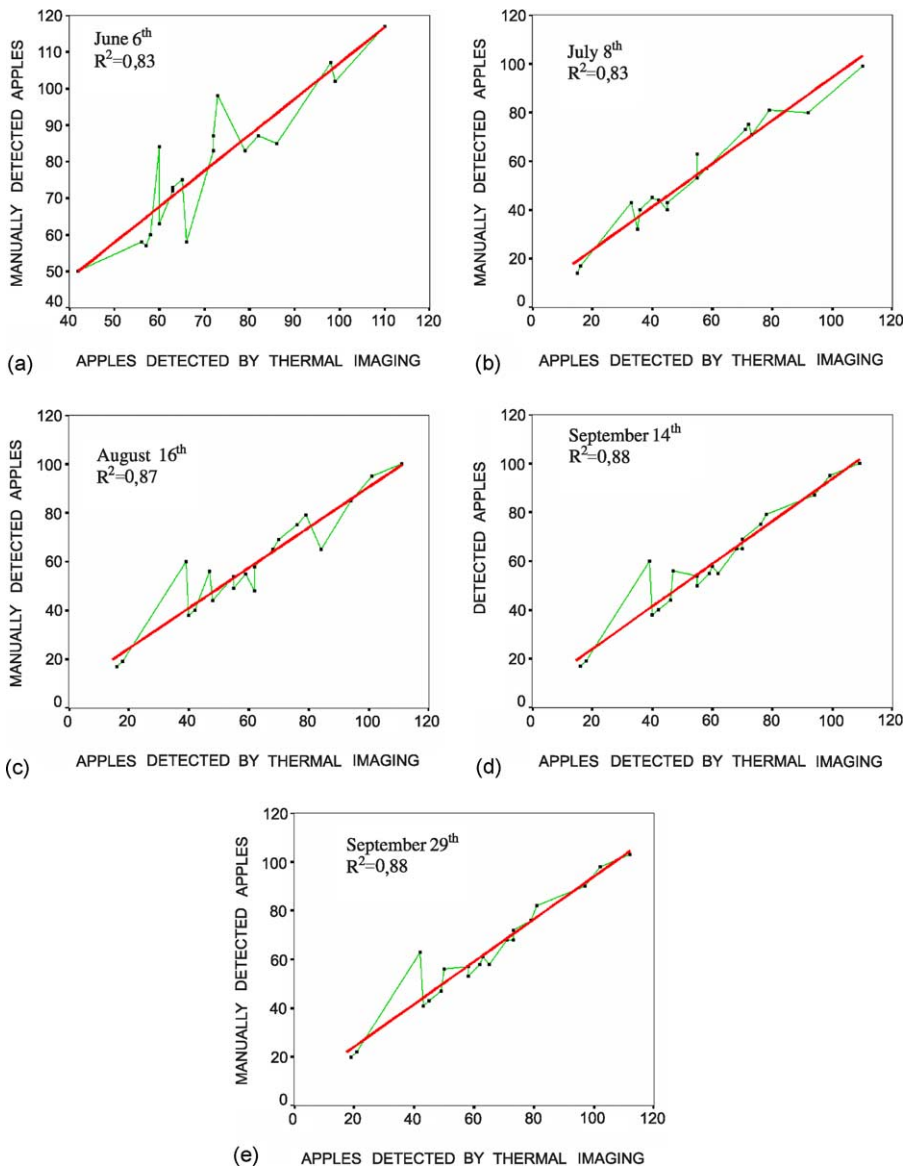 120
110
100
90
80
70
60
50
40
June 6th
R2=0,83
MANUALLY DETECTED APPLES
40 50 60 70 80 90 100 110 120
(a) APPLES DETECTED BY THERMAL IMAGING
120
100
80
60
40
20
0
July 8th
R2=0,83
MANUALLY DETECTED APPLES
0 20 40 60 80 100 120
(b) APPLES DETECTED BY THERMAL IMAGING
120
100
80
60
40
20
0
August 16th
R2=0,87
MANUALLY DETECTED APPLES
0 20 40 60 80 100 120
(c) APPLES DETECTED BY THERMAL IMAGING
120
100
80
60
40
20
0
September 14th
R2=0,88
DETECTED APPLES
0 20 40 60 80 100 120
(d) APPLES DETECTED BY THERMAL IMAGING
120
100
80
60
40
20
0
September 29th
R2=0,88
MANUALLY DETECTED APPLES
0 20 40 60 80 100 120
(e) APPLES DETECTED BY THERMAL IMAGING